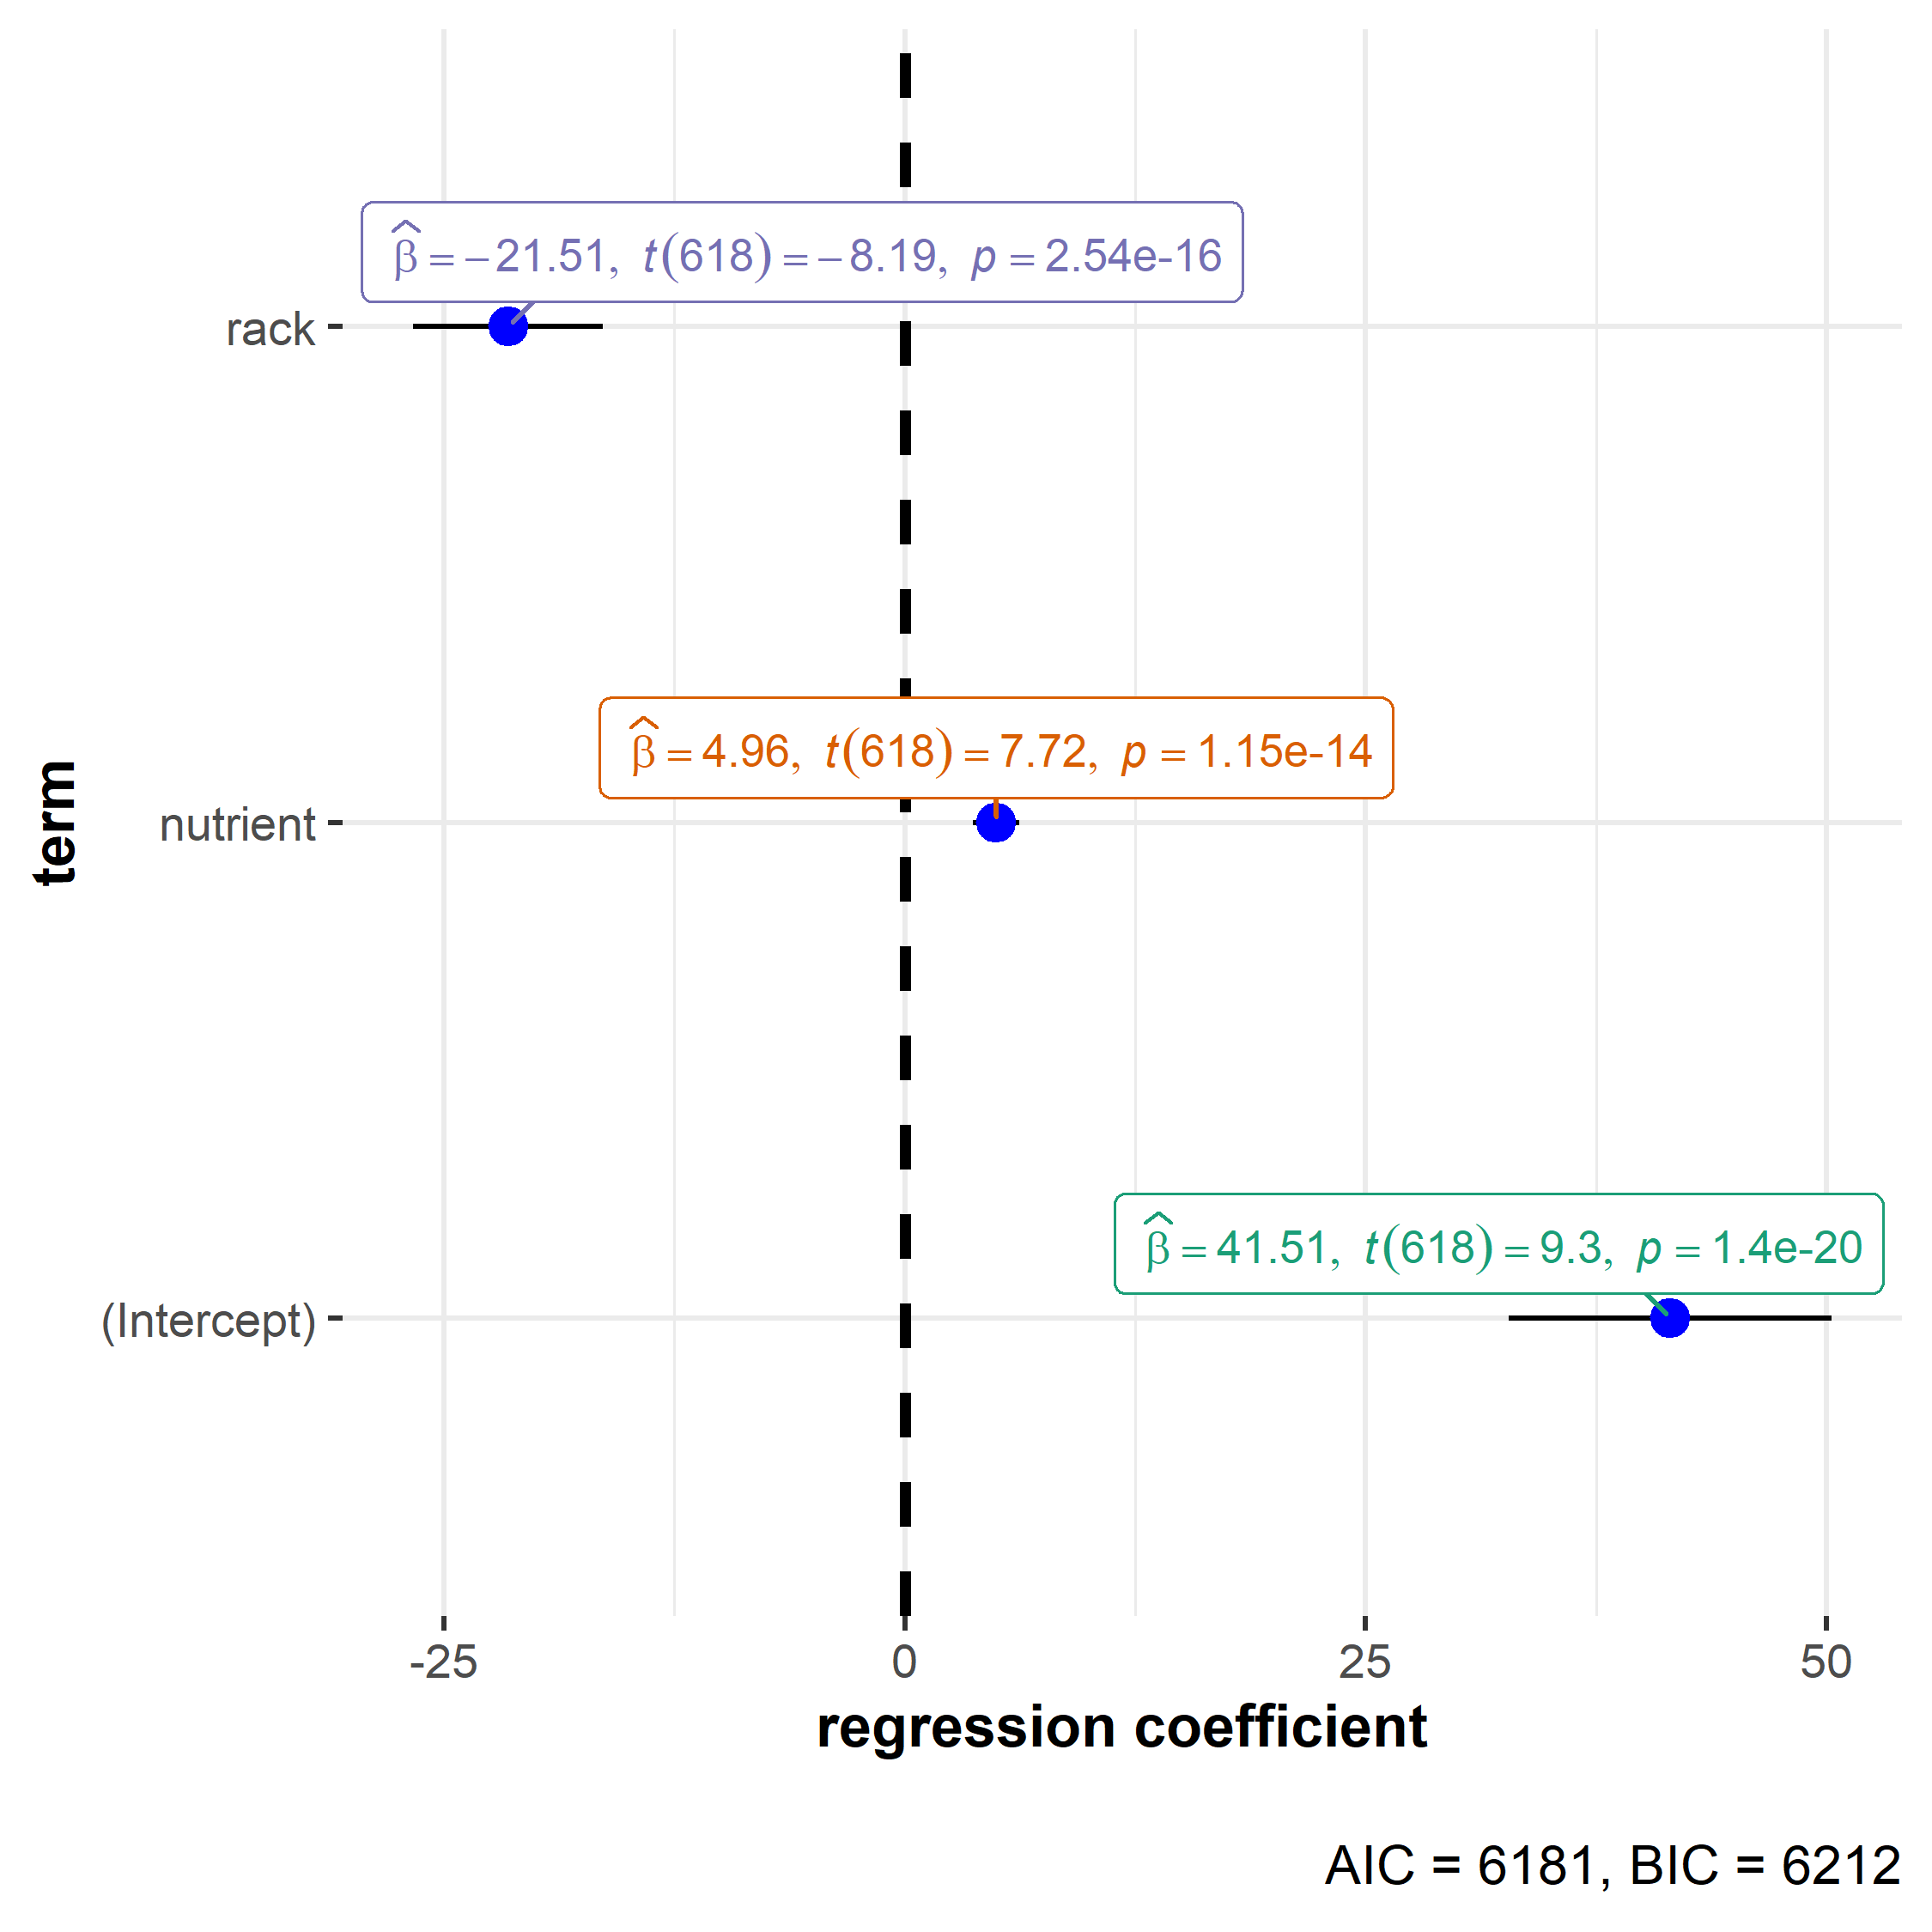 β̂ = −21.51, t(618) = −8.19, p = 2.54e-16
rack
β̂ = 4.96, t(618) = 7.72, p = 1.15e-14
nutrient
term
β̂ = 41.51, t(618) = 9.3, p = 1.4e-20
(Intercept)
-25 0 25 50
regression coefficient
AIC = 6181, BIC = 6212